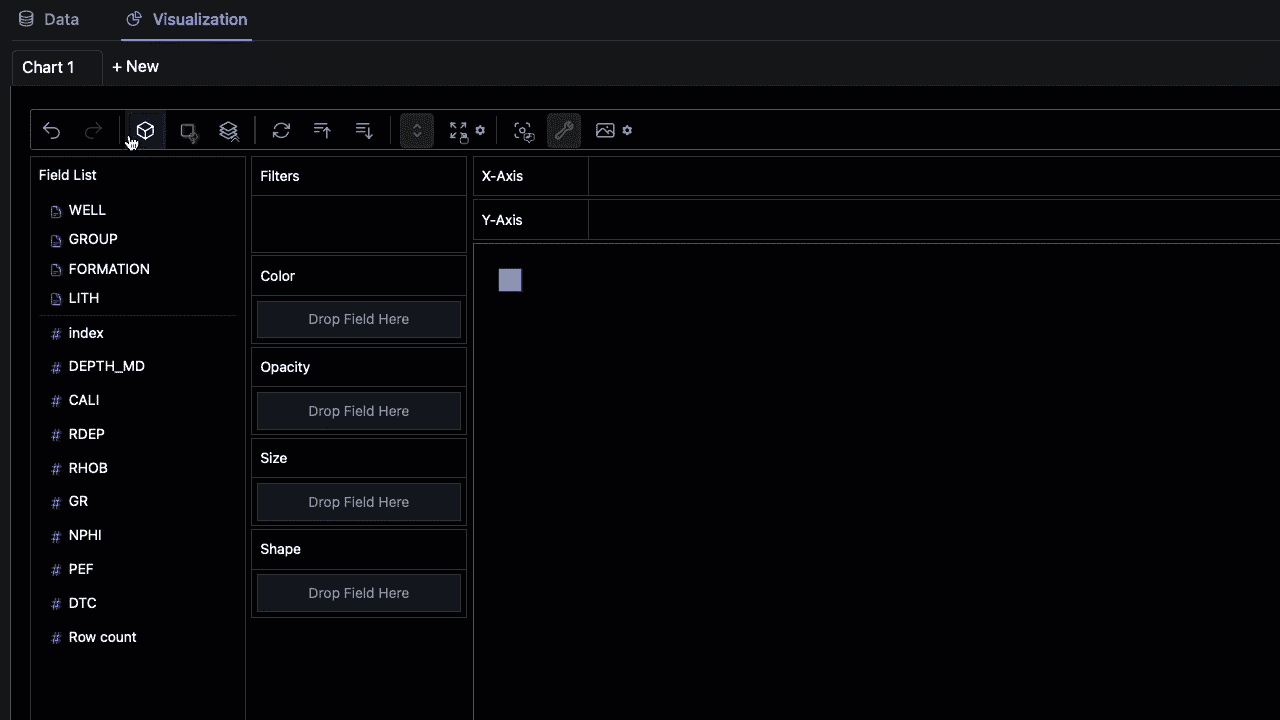 Data
Visualization
Chart 1
+ New
Field List
WELL
GROUP
FORMATION
LITH
# index
# DEPTH_MD
# CALI
# RDEP
# RHOB
# GR
# NPHI
# PEF
# DTC
# Row count
Filters
Color
Drop Field Here
Opacity
Drop Field Here
Size
Drop Field Here
Shape
Drop Field Here
X-Axis
Y-Axis